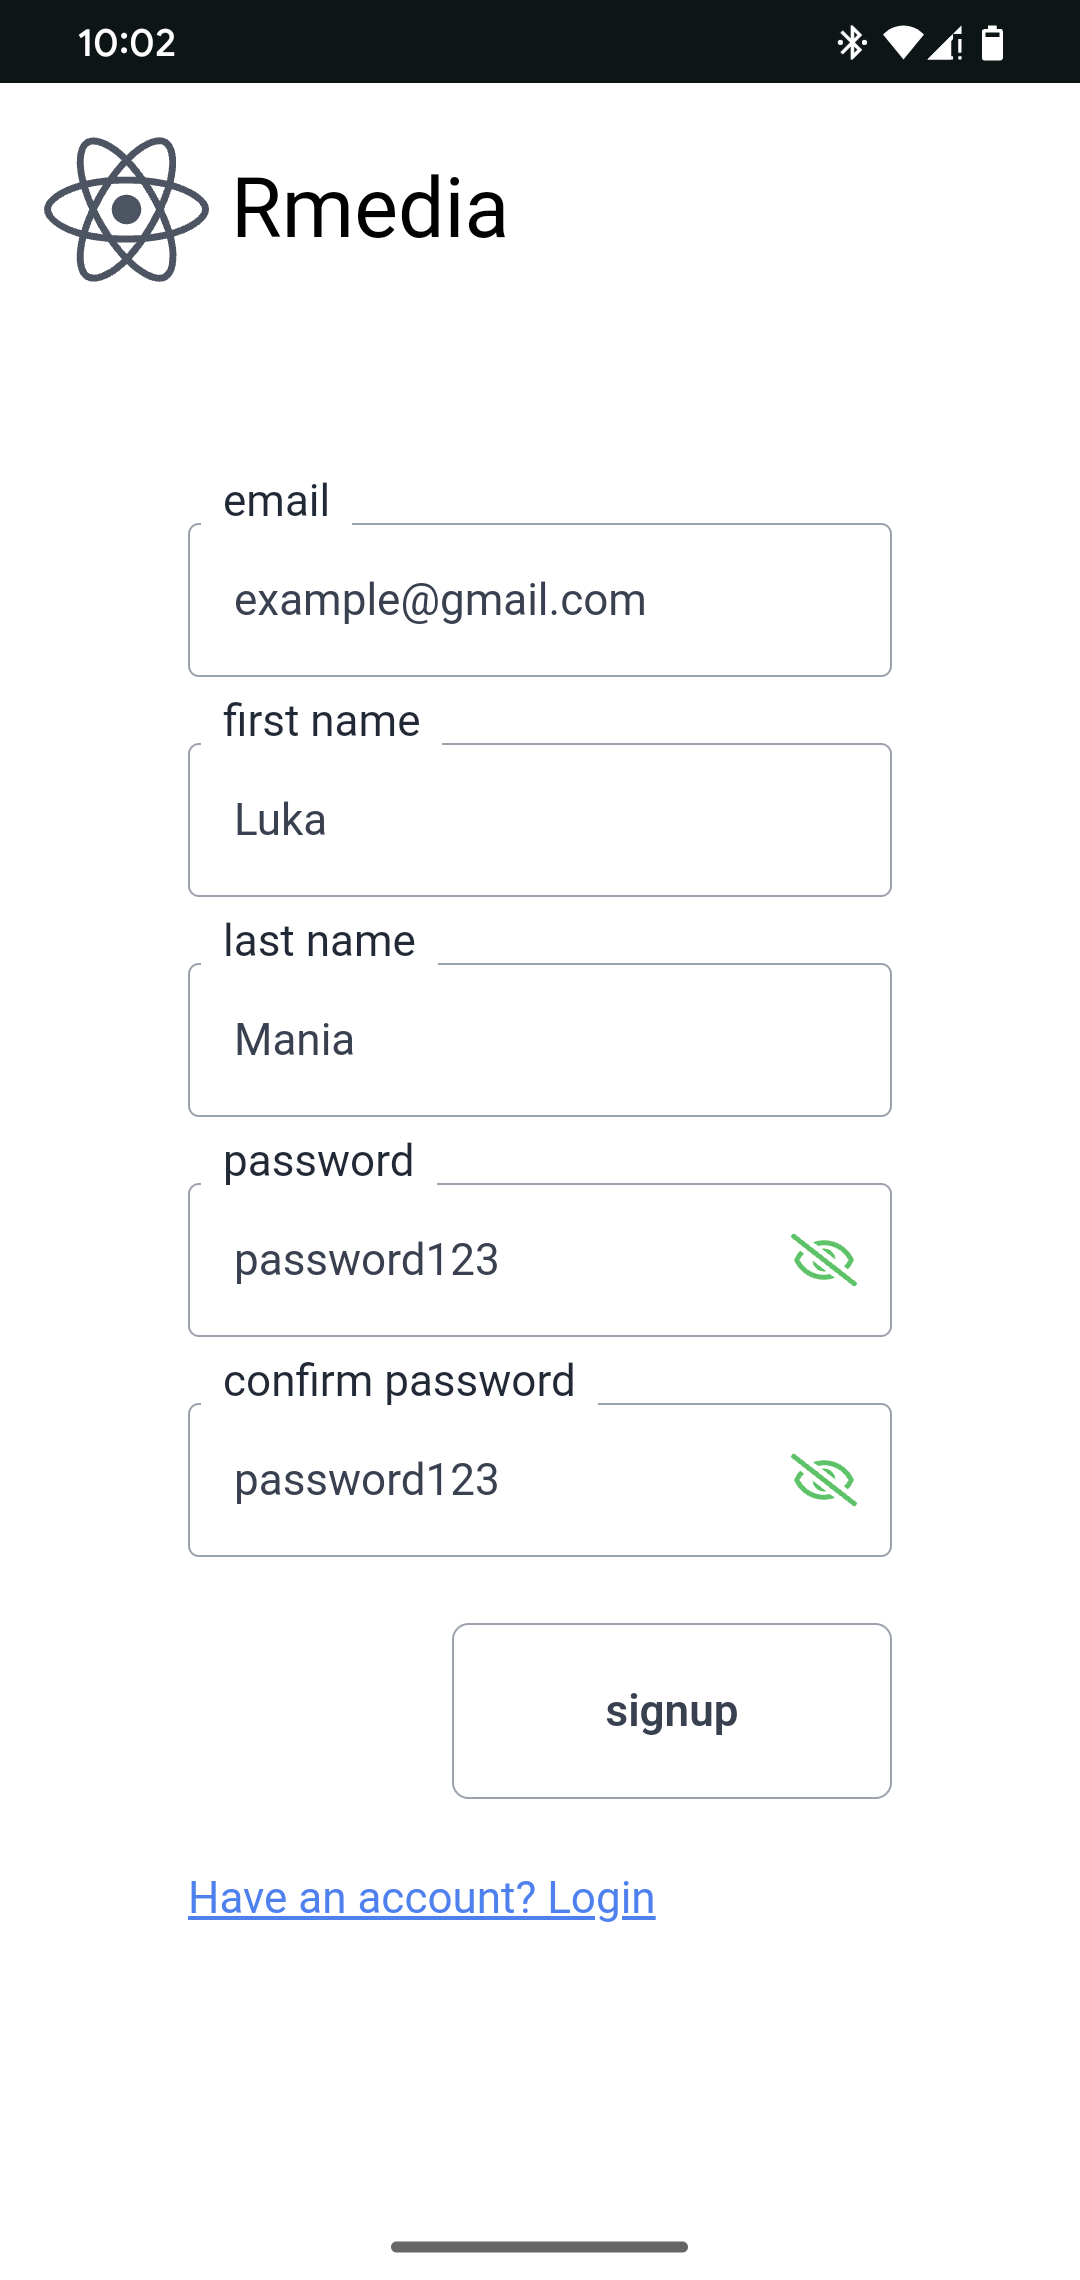 10:02
Rmedia
email
example@gmail.com
first name
Luka
last name
Mania
password
password123
confirm password
password123
signup
Have an account? Login